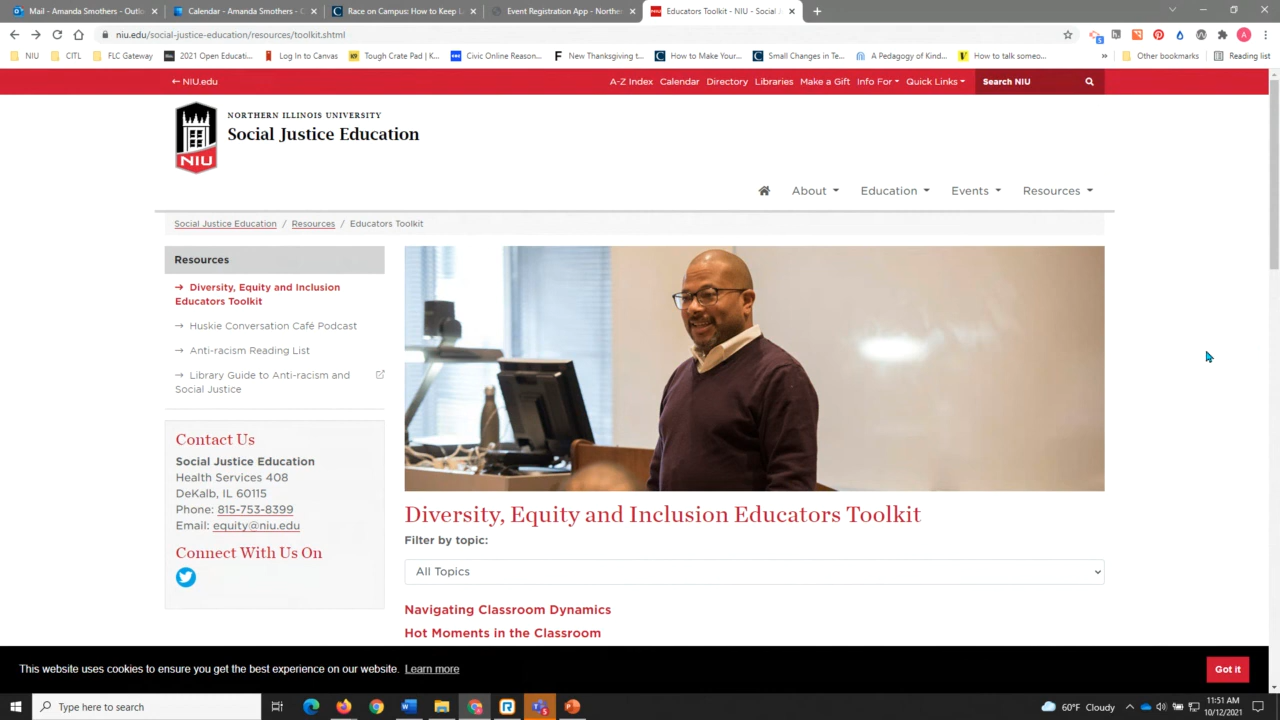 Mail - Amanda Smothers - Outlo
Calendar - Amanda Smothers - O
Race on Campus: How to Keep L
Event Registration App - Northe
Educators Toolkit - NIU - Social J
niu.edu/social-justice-education/resources/toolkit.shtml
NIU
CITL
FLC Gateway
2021 Open Educati...
Log In to Canvas
Tough Crate Pad | K...
Civic Online Reason...
New Thanksgiving t...
How to Make Your...
Small Changes in Te...
A Pedagogy of Kind...
How to talk someo...
»
Other bookmarks
Reading list
← NIU.edu
A-Z Index
Calendar
Directory
Libraries
Make a Gift
Info For
Quick Links
Search NIU
NORTHERN ILLINOIS UNIVERSITY
Social Justice Education
NIU
About
Education
Events
Resources
Social Justice Education / Resources / Educators Toolkit
Resources
→ Diversity, Equity and Inclusion
Educators Toolkit
→ Huskie Conversation Café Podcast
→ Anti-racism Reading List
→ Library Guide to Anti-racism and
Social Justice
Contact Us
Social Justice Education
Health Services 408
DeKalb, IL 60115
Phone: 815-753-8399
Email: equity@niu.edu
Connect With Us On
Diversity, Equity and Inclusion Educators Toolkit
Filter by topic:
All Topics
Navigating Classroom Dynamics
Hot Moments in the Classroom
This website uses cookies to ensure you get the best experience on our website. Learn more
Got it
Type here to search
60°F Cloudy
11:51 AM
10/12/2021